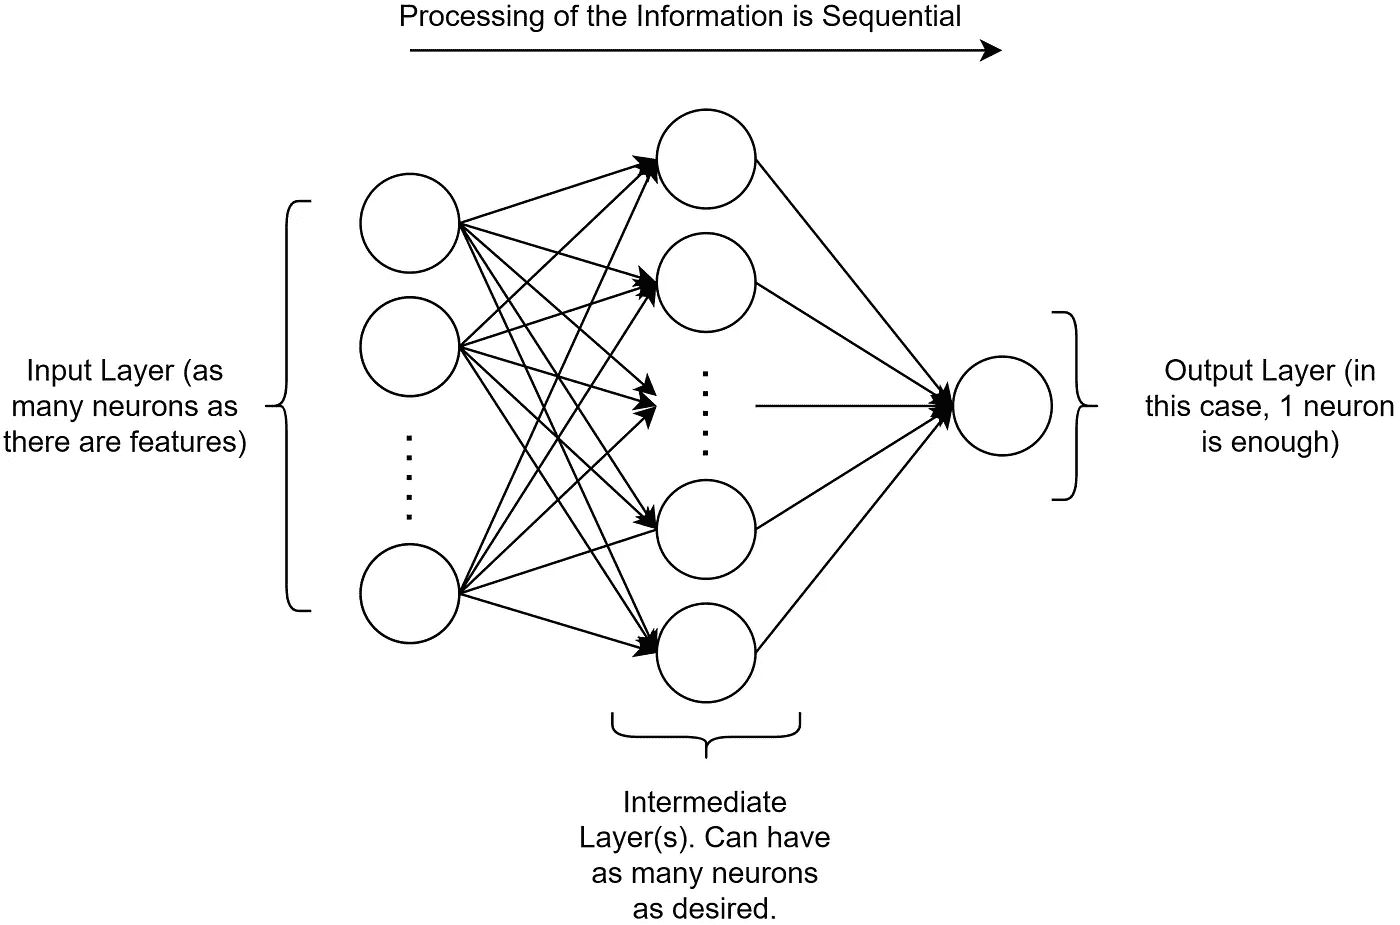 Processing of the Information is Sequential
Input Layer (as
many neurons as
there are features)
Output Layer (in
this case, 1 neuron
is enough)
Intermediate
Layer(s). Can have
as many neurons
as desired.